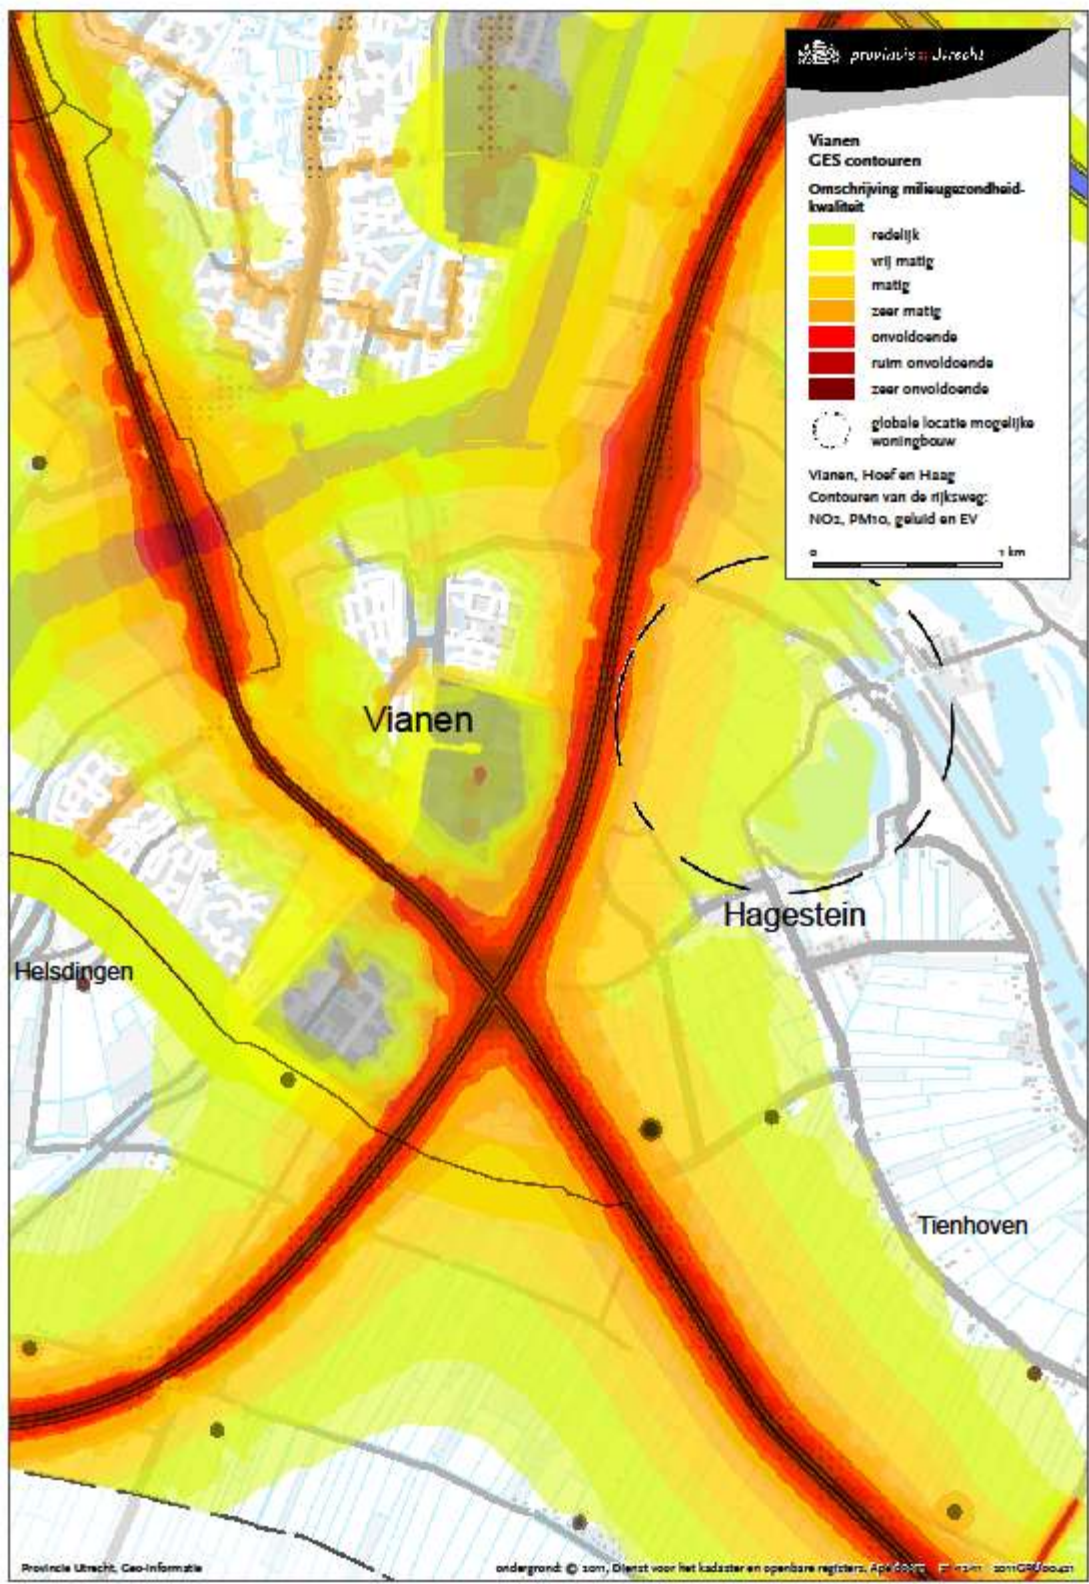 provincie Utrecht
Vianen
GES contouren
Omschrijving milieugezondheid-
kwaliteit
redelijk
vrij matig
matig
zeer matig
onvoldoende
ruim onvoldoende
zeer onvoldoende
globale locatie mogelijke
woningbouw
Vianen, Hoef en Haag
Contouren van de rijksweg:
NO2, PM10, geluid en EV
0 1 km
Vianen
Hagestein
Helsdingen
Tienhoven
Provincie Utrecht, Geo-Informatie
ondergrond: © 2011, Dienst voor het kadaster en openbare registers,